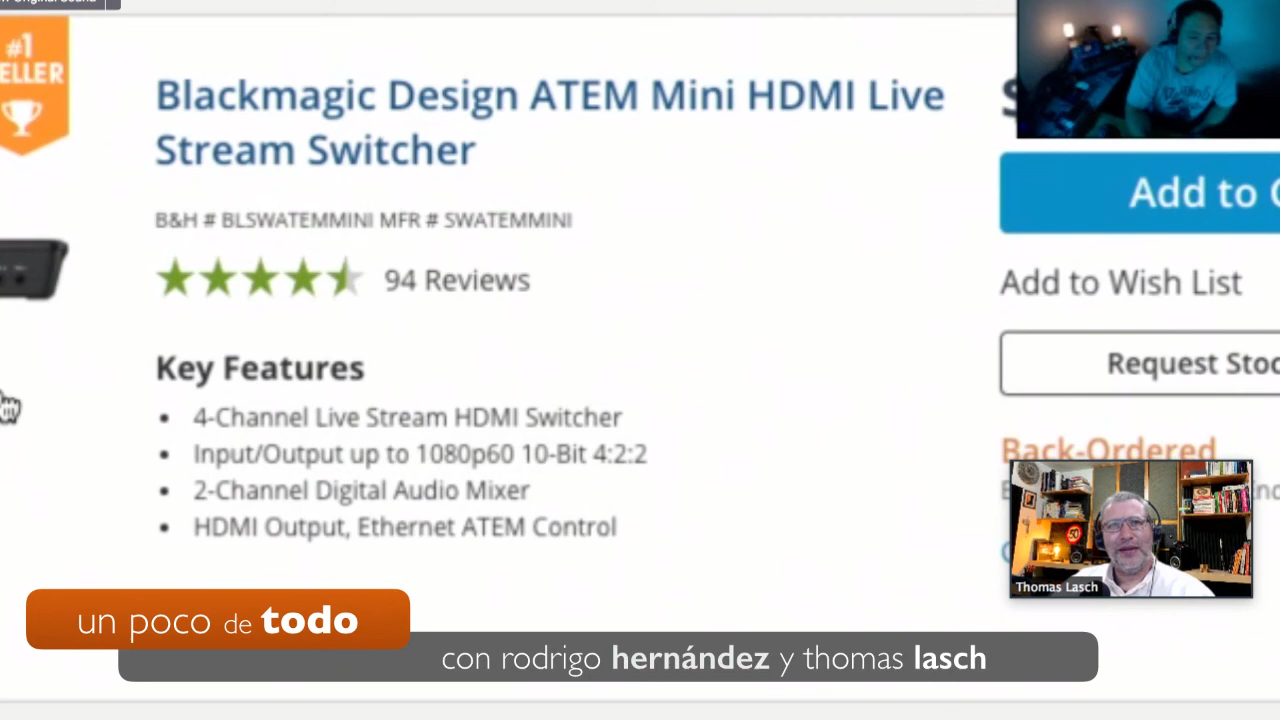 #1
ELLER
Blackmagic Design ATEM Mini HDMI Live
Stream Switcher
B&H # BLSWATEMMINI MFR # SWATEMMINI
94 Reviews
Key Features
• 4-Channel Live Stream HDMI Switcher
• Input/Output up to 1080p60 10-Bit 4:2:2
• 2-Channel Digital Audio Mixer
• HDMI Output, Ethernet ATEM Control
Add to
Add to Wish List
Request Stoc
Back-Ordered
50
Thomas Lasch
un poco de todo
con rodrigo hernández y thomas lasch